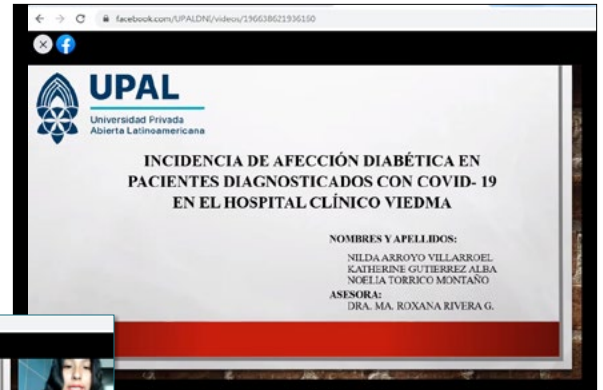 facebook.com/UPALDNI/videos/196638621936160
UPAL
Universidad Privada
Abierta Latinoamericana
INCIDENCIA DE AFECCIÓN DIABÉTICA EN
PACIENTES DIAGNOSTICADOS CON COVID- 19
EN EL HOSPITAL CLÍNICO VIEDMA
NOMBRES Y APELLIDOS:
NILDA ARROYO VILLARROEL
KATHERINE GUTIERREZ ALBA
NOELIA TORRICO MONTAÑO
ASESORA:
DRA. MA. ROXANA RIVERA G.